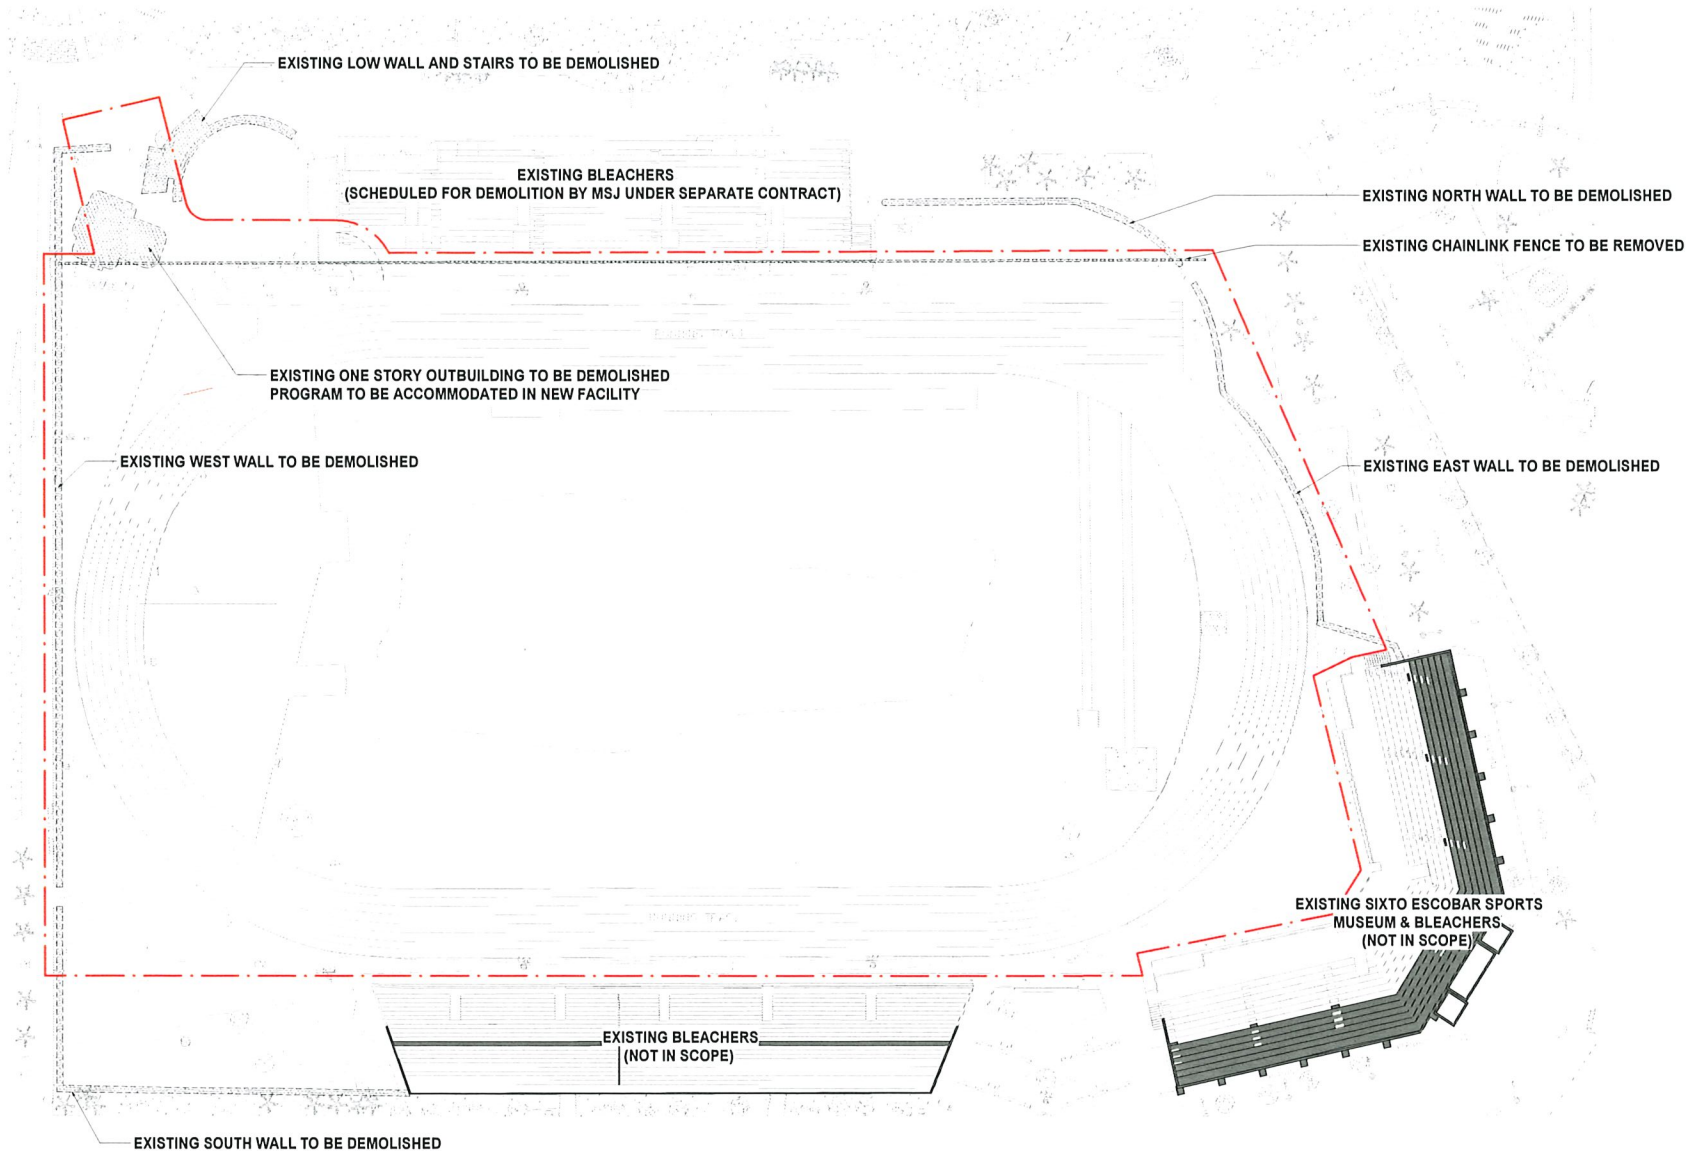 EXISTING LOW WALL AND STAIRS TO BE DEMOLISHED
EXISTING BLEACHERS
(SCHEDULED FOR DEMOLITION BY MSJ UNDER SEPARATE CONTRACT)
EXISTING NORTH WALL TO BE DEMOLISHED
EXISTING CHAINLINK FENCE TO BE REMOVED
EXISTING ONE STORY OUTBUILDING TO BE DEMOLISHED
PROGRAM TO BE ACCOMMODATED IN NEW FACILITY
EXISTING WEST WALL TO BE DEMOLISHED
EXISTING EAST WALL TO BE DEMOLISHED
EXISTING SIXTO ESCOBAR SPORTS
MUSEUM & BLEACHERS
(NOT IN SCOPE)
EXISTING BLEACHERS
(NOT IN SCOPE)
EXISTING SOUTH WALL TO BE DEMOLISHED